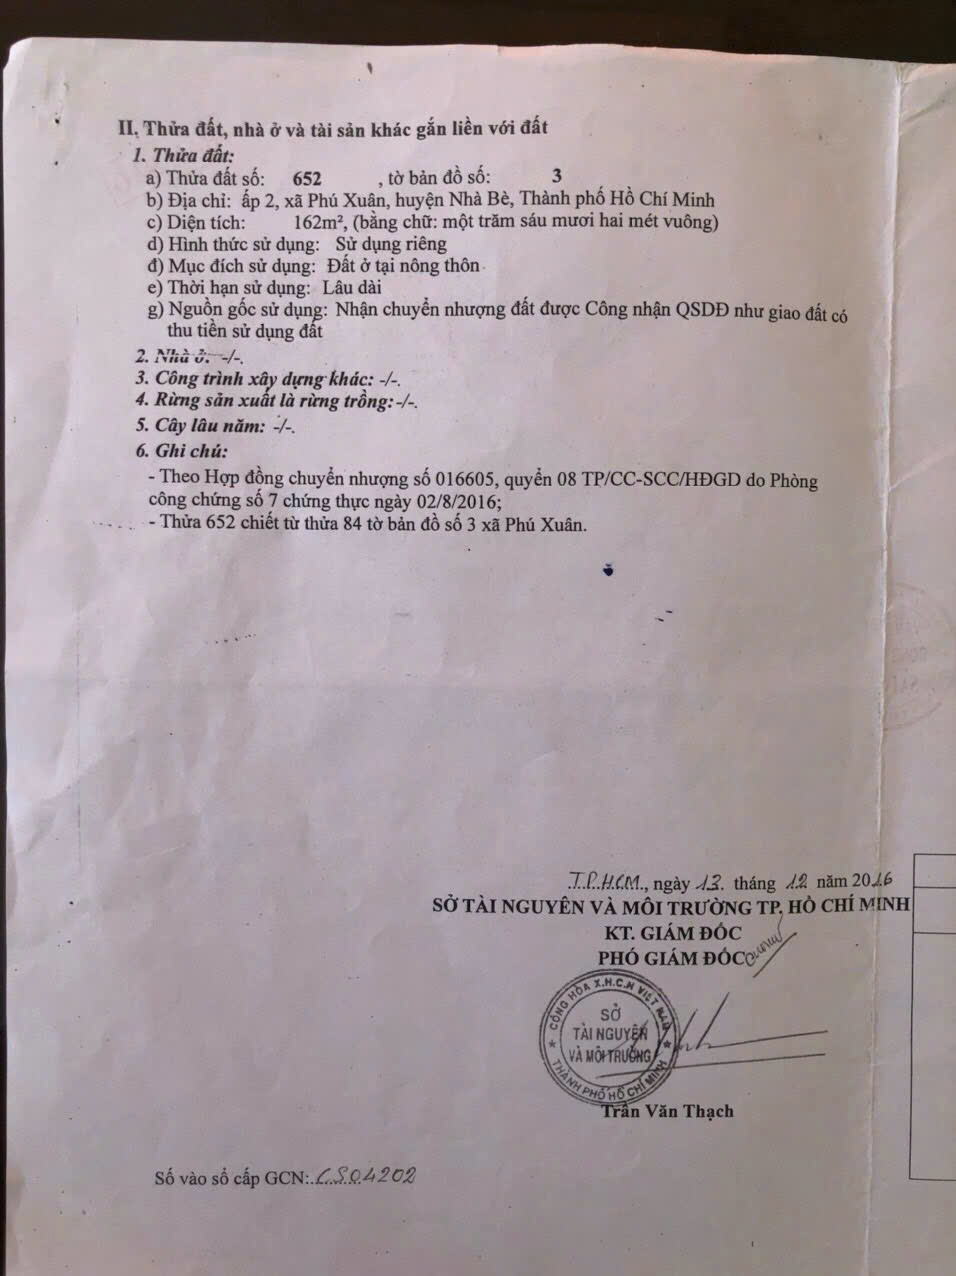 II. Thửa đất, nhà ở và tài sản khác gắn liền với đất
1. Thửa đất:
a) Thửa đất số: 652 , tờ bản đồ số: 3
b) Địa chỉ: ấp 2, xã Phú Xuân, huyện Nhà Bè, Thành phố Hồ Chí Minh
c) Diện tích: 162m², (bằng chữ: một trăm sáu mươi hai mét vuông)
d) Hình thức sử dụng: Sử dụng riêng
đ) Mục đích sử dụng: Đất ở tại nông thôn
e) Thời hạn sử dụng: Lâu dài
g) Nguồn gốc sử dụng: Nhận chuyển nhượng đất được Công nhận QSDĐ như giao đất có
thu tiền sử dụng đất
2. Nhà ở: -/-.
3. Công trình xây dựng khác: -/-.
4. Rừng sản xuất là rừng trồng: -/-.
5. Cây lâu năm: -/-.
6. Ghi chú:
- Theo Hợp đồng chuyển nhượng số 016605, quyển 08 TP/CC-SCC/HĐGD do Phòng
công chứng số 7 chứng thực ngày 02/8/2016;
- Thửa 652 chiết từ thửa 84 tờ bản đồ số 3 xã Phú Xuân.
T.P.HCM., ngày 13. tháng 12 năm 2016
SỞ TÀI NGUYÊN VÀ MÔI TRƯỜNG TP. HỒ CHÍ MINH
KT. GIÁM ĐỐC
PHÓ GIÁM ĐỐC
CỘNG HÒA X.H.C.N VIỆT NAM
SỞ
TÀI NGUYÊN
VÀ MÔI TRƯỜNG
THÀNH PHỐ HỒ CHÍ MINH
Trần Văn Thạch
Số vào sổ cấp GCN: CS04202